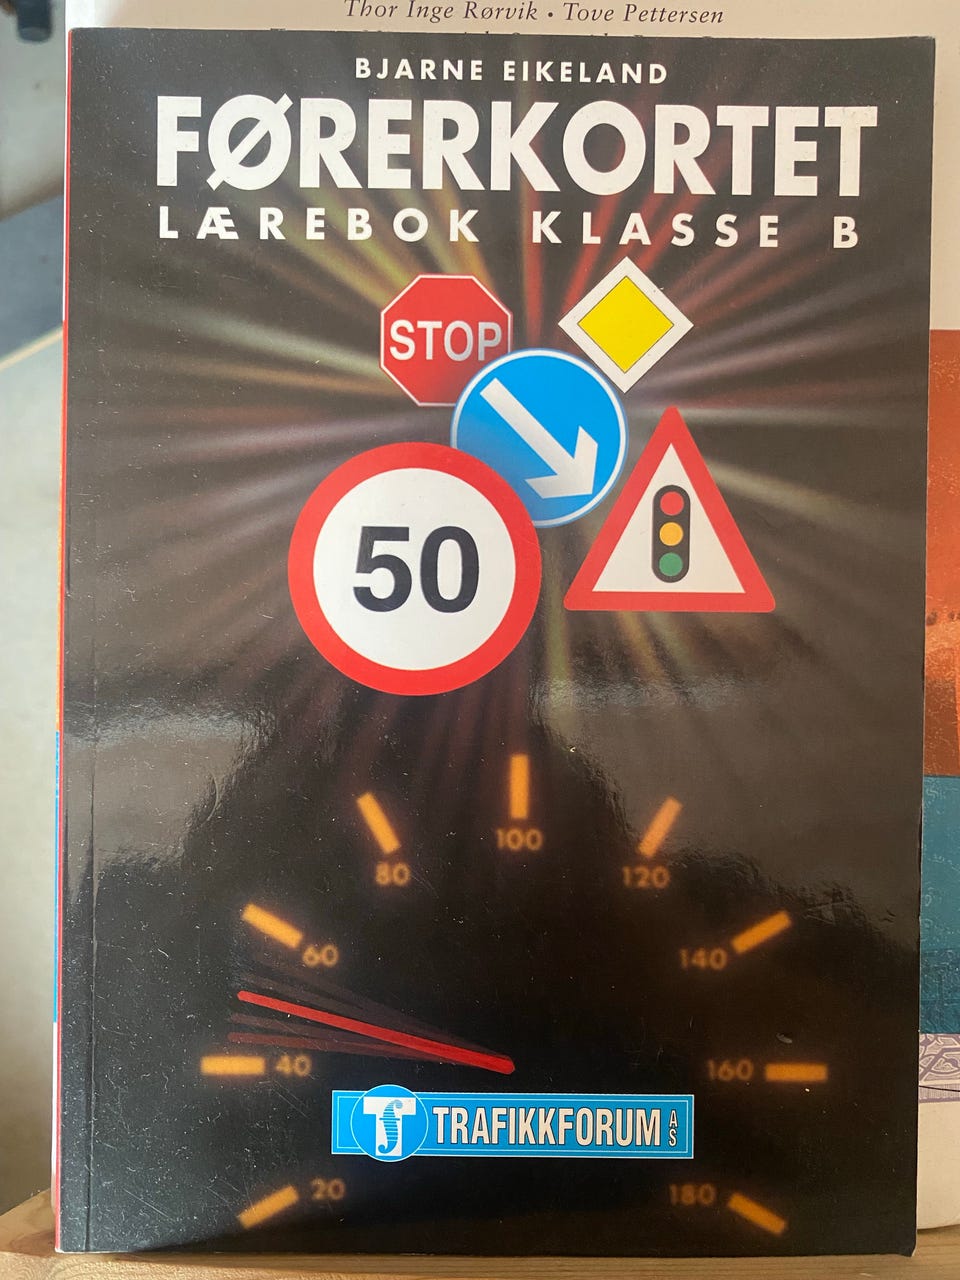 Thor Inge Rørvik • Tove Pettersen
BJARNE EIKELAND
FØRERKORTET
LÆREBOK KLASSE B
STOP
50
100
80
120
60
140
40
160
TRAFIKKFORUM AS
20
180